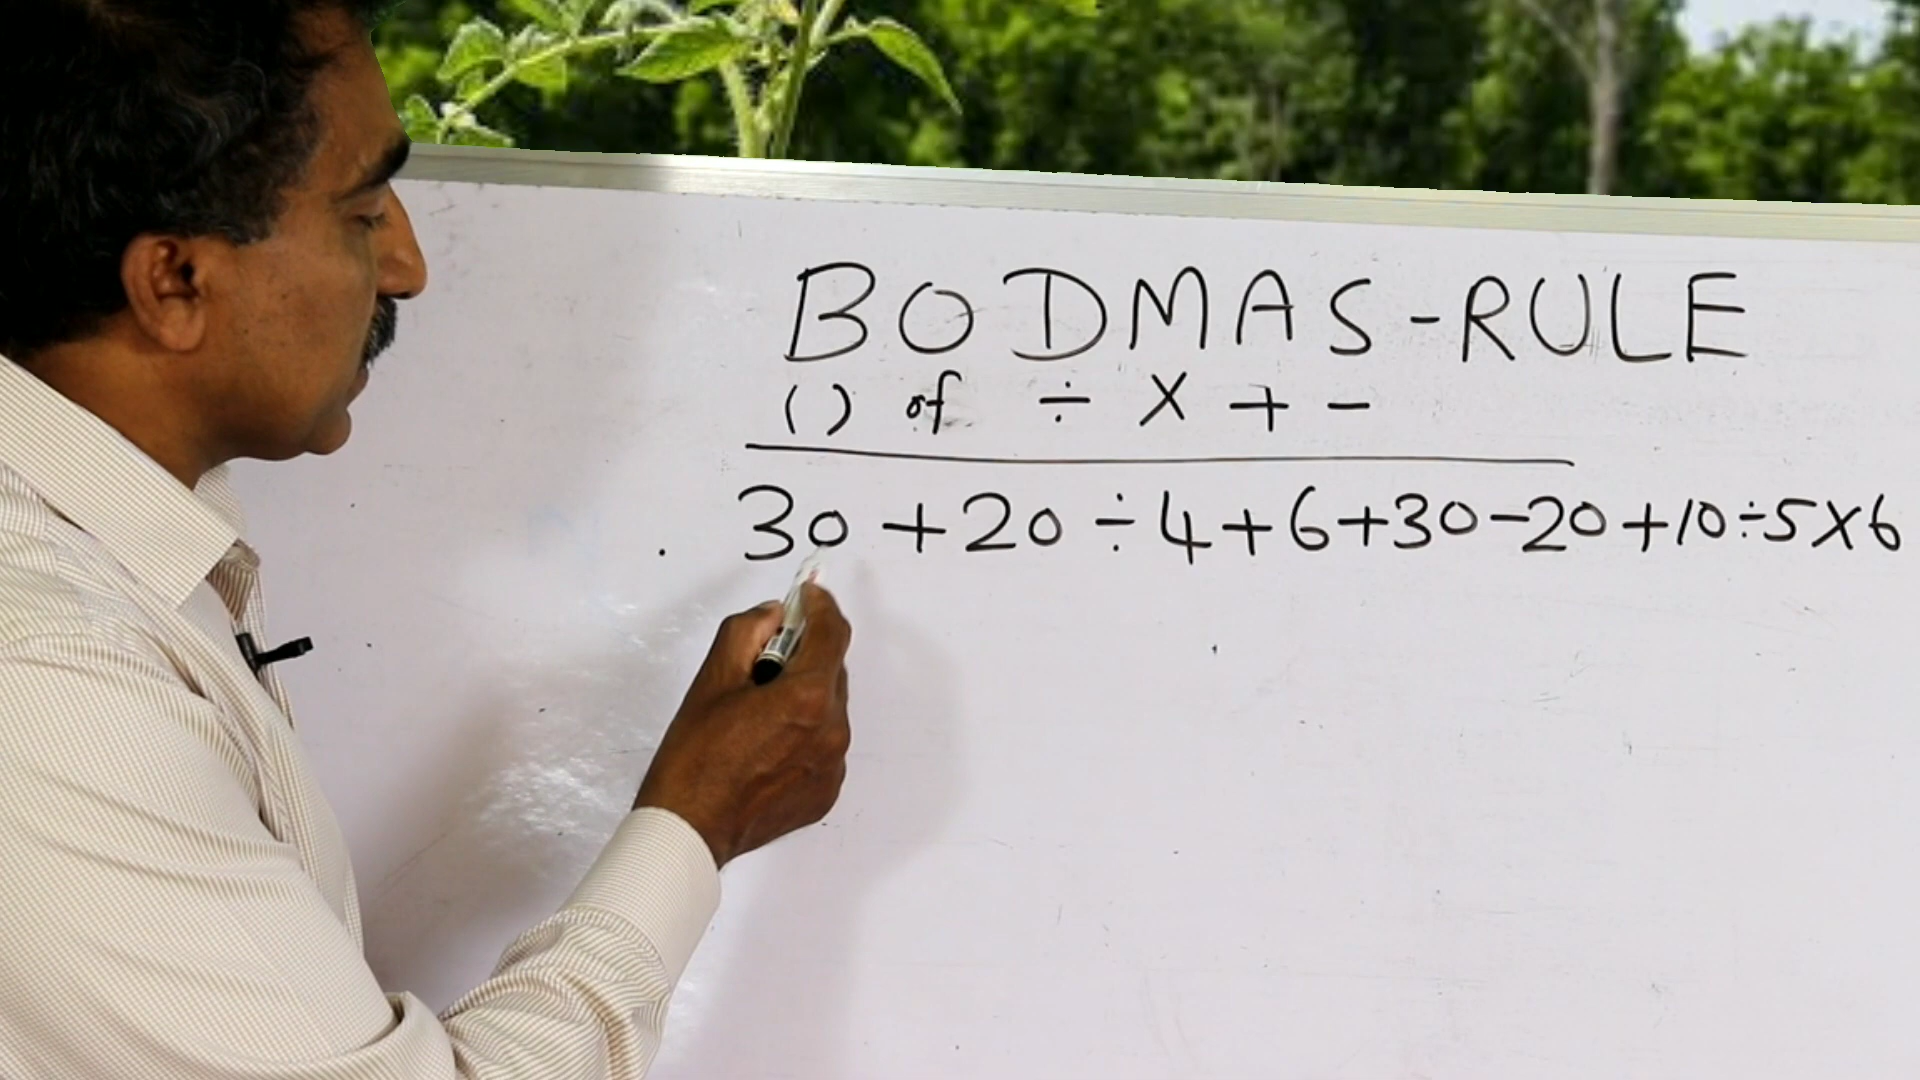 BODMAS-RULE
() of ÷ X + -
30 + 20 ÷ 4 + 6 + 30 - 20 + 10 ÷ 5 X 6